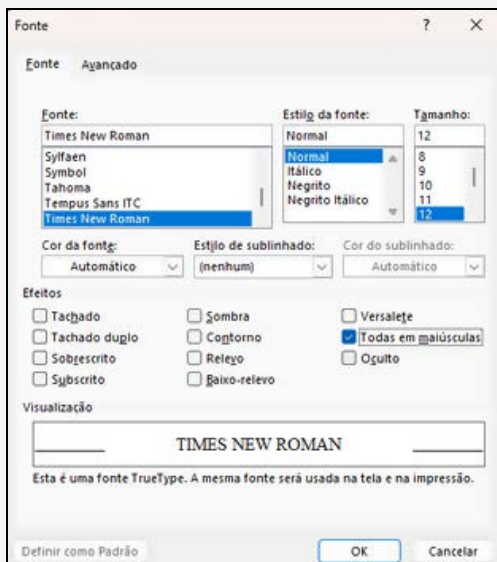 Fonte ? ×
Fonte Avançado
Fonte: Estilo da fonte: Tamanho:
Times New Roman Normal 12
Sylfaen Normal 8
Symbol Itálico 9
Tahoma Negrito 10
Tempus Sans ITC Negrito Itálico 11
Times New Roman 12
Cor da fonte: Estilo de sublinhado: Cor do sublinhado:
Automático (nenhum) Automático
Efeitos
Tachado Sombra Versalete
Tachado duplo Contorno Todas em maiúsculas
Sobrescrito Relevo Oculto
Subscrito Baixo-relevo
Visualização
TIMES NEW ROMAN
Esta é uma fonte TrueType. A mesma fonte será usada na tela e na impressão.
Definir como Padrão OK Cancelar